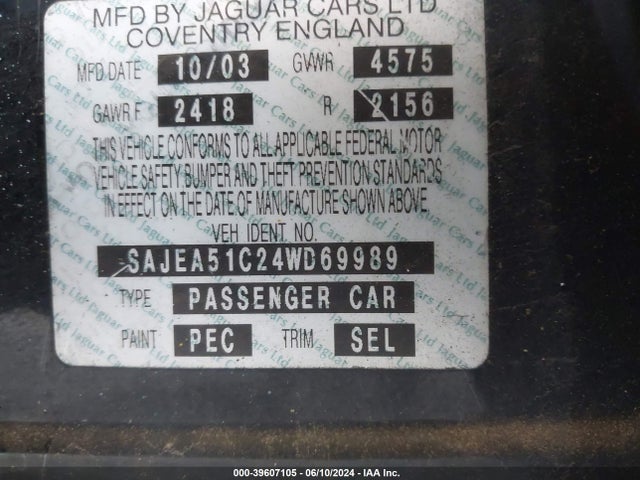 MFD BY JAGUAR CARS LTD
COVENTRY ENGLAND
MFD DATE 10/03 GVWR 4575
GAWR F 2418 R 2156
THIS VEHICLE CONFORMS TO ALL APPLICABLE FEDERAL MOTOR
VEHICLE SAFETY BUMPER AND THEFT PREVENTION STANDARDS
IN EFFECT ON DATE OF MANUFACTURE SHOWN ABOVE
VEH IDENT NO.
SAJEA51C24WD69989
TYPE PASSENGER CAR
PAINT PEC TRIM SEL
000-39607105 - 06/10/2024 - IAA Inc.